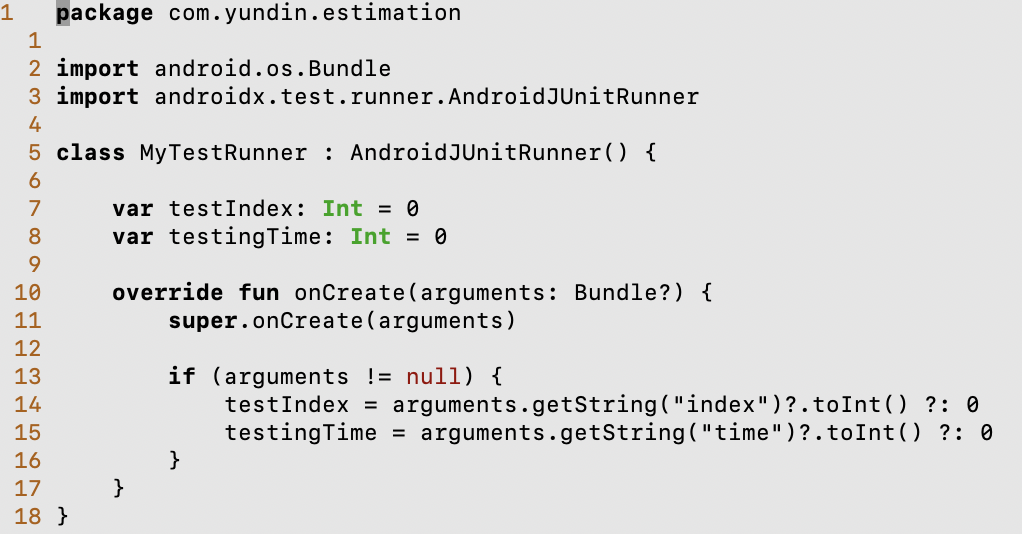 1 package com.yundin.estimation
1
2 import android.os.Bundle
3 import androidx.test.runner.AndroidJUnitRunner
4
5 class MyTestRunner : AndroidJUnitRunner() {
6
7     var testIndex: Int = 0
8     var testingTime: Int = 0
9
10     override fun onCreate(arguments: Bundle?) {
11         super.onCreate(arguments)
12
13         if (arguments != null) {
14             testIndex = arguments.getString("index")?.toInt() ?: 0
15             testingTime = arguments.getString("time")?.toInt() ?: 0
16         }
17     }
18 }